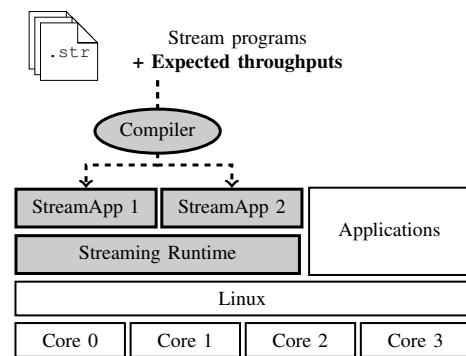 .str
Stream programs
+ Expected throughputs
Compiler
StreamApp 1
StreamApp 2
Applications
Streaming Runtime
Linux
Core 0
Core 1
Core 2
Core 3